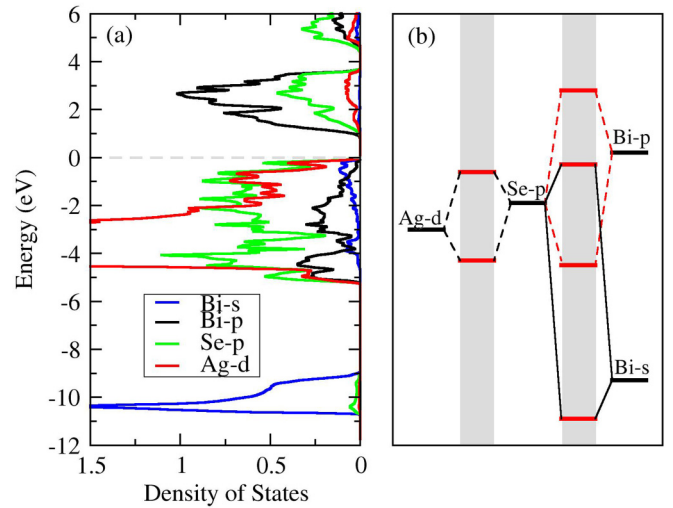 (a)
(b)
6
4
2
0
-2
-4
-6
-8
-10
-12
Energy (eV)
Bi-s
Bi-p
Se-p
Ag-d
1.5
1
0.5
0
Density of States
Bi-p
Se-p
Ag-d
Bi-s